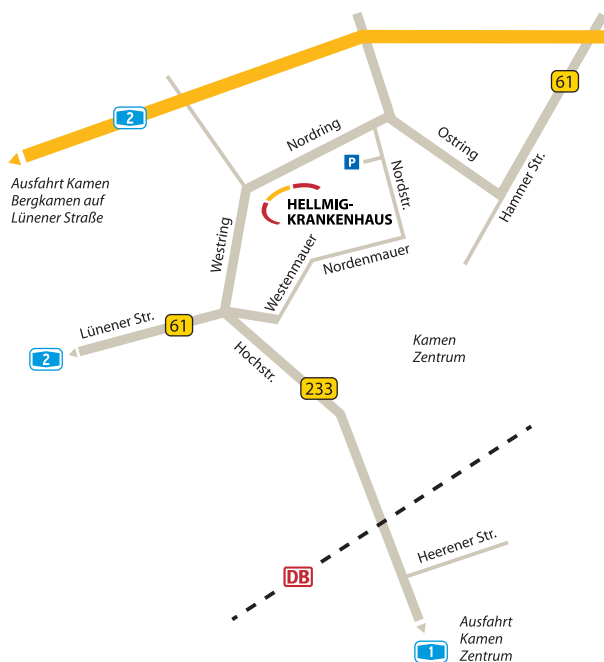 61
2
Nordring
Ostring
P
Nordstr.
Hammer Str.
Ausfahrt Kamen
Bergkamen auf
Lünener Straße
HELLMIG-
KRANKENHAUS
Westring
Westenmauer
Nordenmauer
Lünener Str.
61
2
Hochstr.
Kamen
Zentrum
233
Heerener Str.
DB
Ausfahrt
Kamen
Zentrum
1